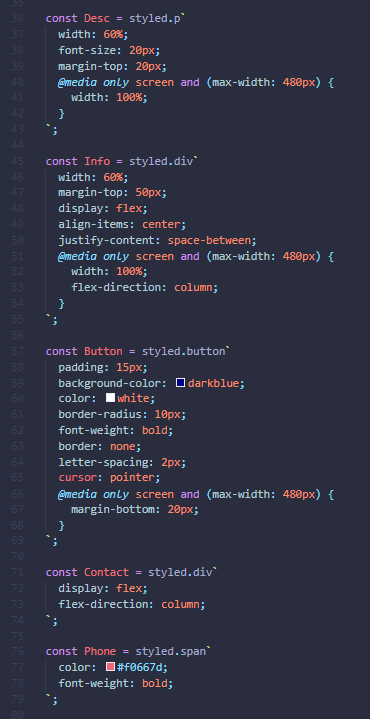 35
36 const Desc = styled.p`
37 width: 60%;
38 font-size: 20px;
39 margin-top: 20px;
40 @media only screen and (max-width: 480px) {
41 width: 100%;
42 }
43 `;
44
45 const Info = styled.div`
46 width: 60%;
47 margin-top: 50px;
48 display: flex;
49 align-items: center;
50 justify-content: space-between;
51 @media only screen and (max-width: 480px) {
52 width: 100%;
53 flex-direction: column;
54 }
55 `;
56
57 const Button = styled.button`
58 padding: 15px;
59 background-color: darkblue;
60 color: white;
61 border-radius: 10px;
62 font-weight: bold;
63 border: none;
64 letter-spacing: 2px;
65 cursor: pointer;
66 @media only screen and (max-width: 480px) {
67 margin-bottom: 20px;
68 }
69 `;
70
71 const Contact = styled.div`
72 display: flex;
73 flex-direction: column;
74 `;
75
76 const Phone = styled.span`
77 color: #f0667d;
78 font-weight: bold;
79 `;
80